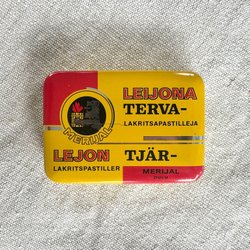 LEIJONA
TERVA-
LAKRITSAPASTILLEJA
MERIJAL
LEJON TJÄR-
LAKRITSPASTILLER
MERIJAL